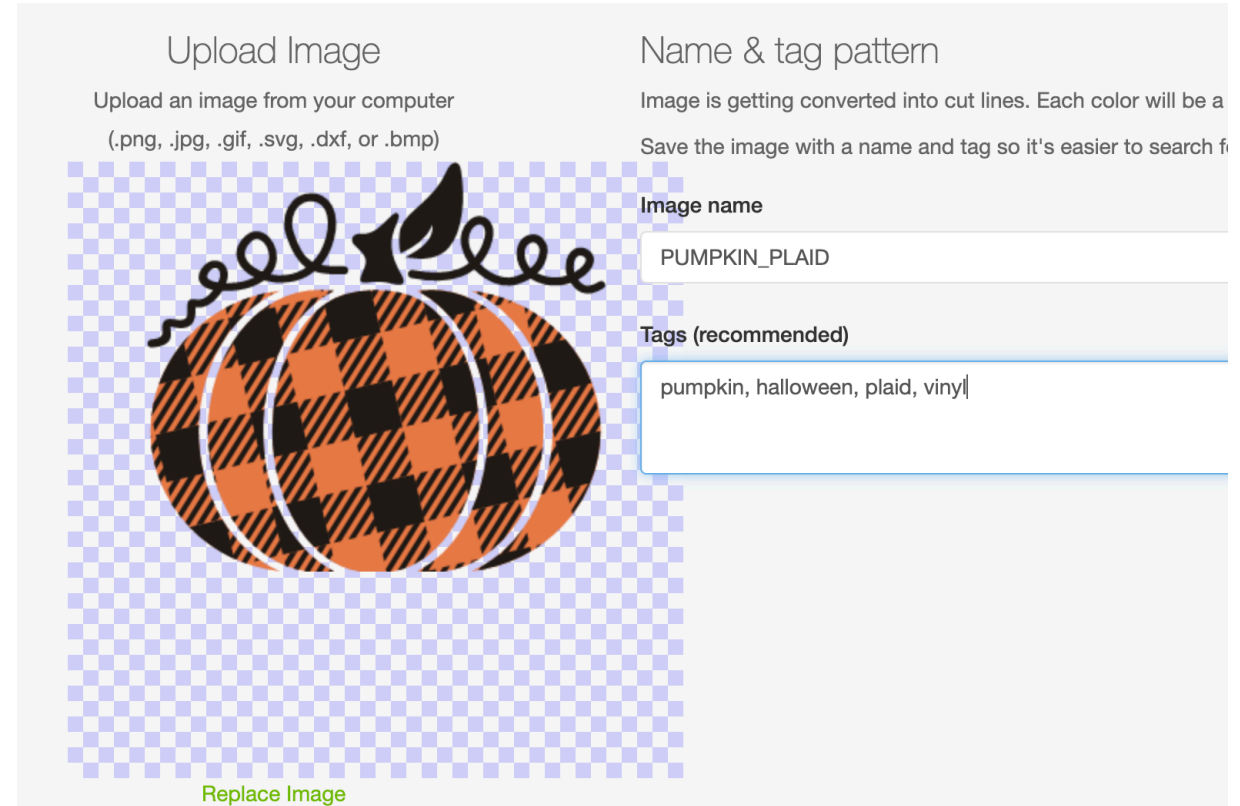 Upload Image
Upload an image from your computer
(.png, .jpg, .gif, .svg, .dxf, or .bmp)
Replace Image
Name & tag pattern
Image is getting converted into cut lines. Each color will be a
Save the image with a name and tag so it's easier to search
Image name
PUMPKIN_PLAID
Tags (recommended)
pumpkin, halloween, plaid, vinyl